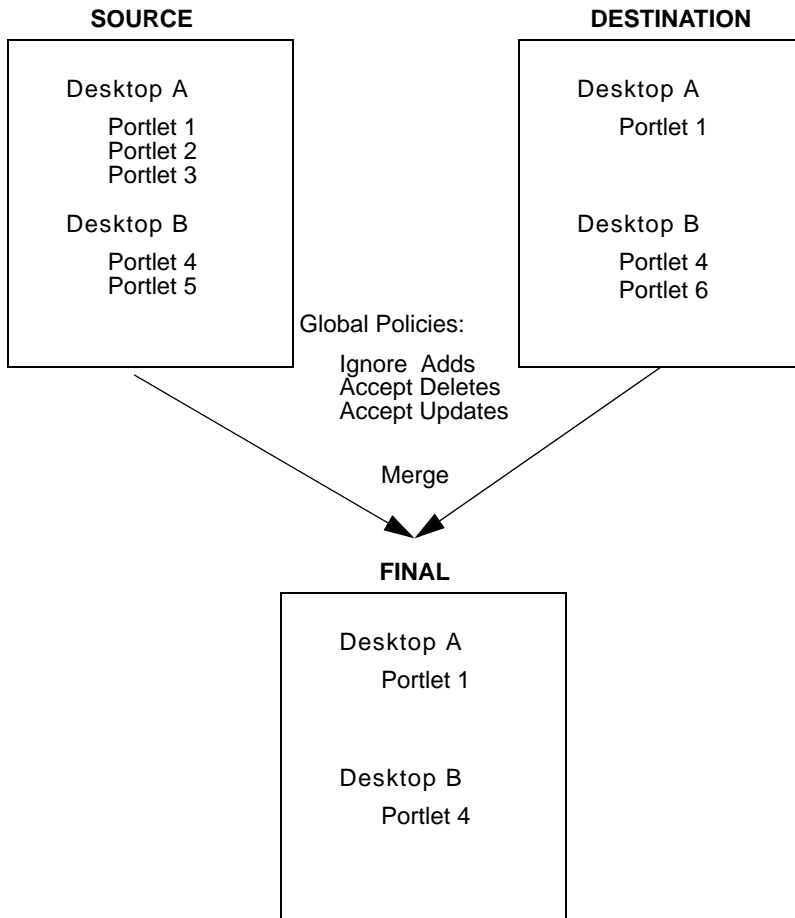 SOURCE
Desktop A
Portlet 1
Portlet 2
Portlet 3
Desktop B
Portlet 4
Portlet 5
DESTINATION
Desktop A
Portlet 1
Desktop B
Portlet 4
Portlet 6
Global Policies:
Ignore Adds
Accept Deletes
Accept Updates
Merge
FINAL
Desktop A
Portlet 1
Desktop B
Portlet 4